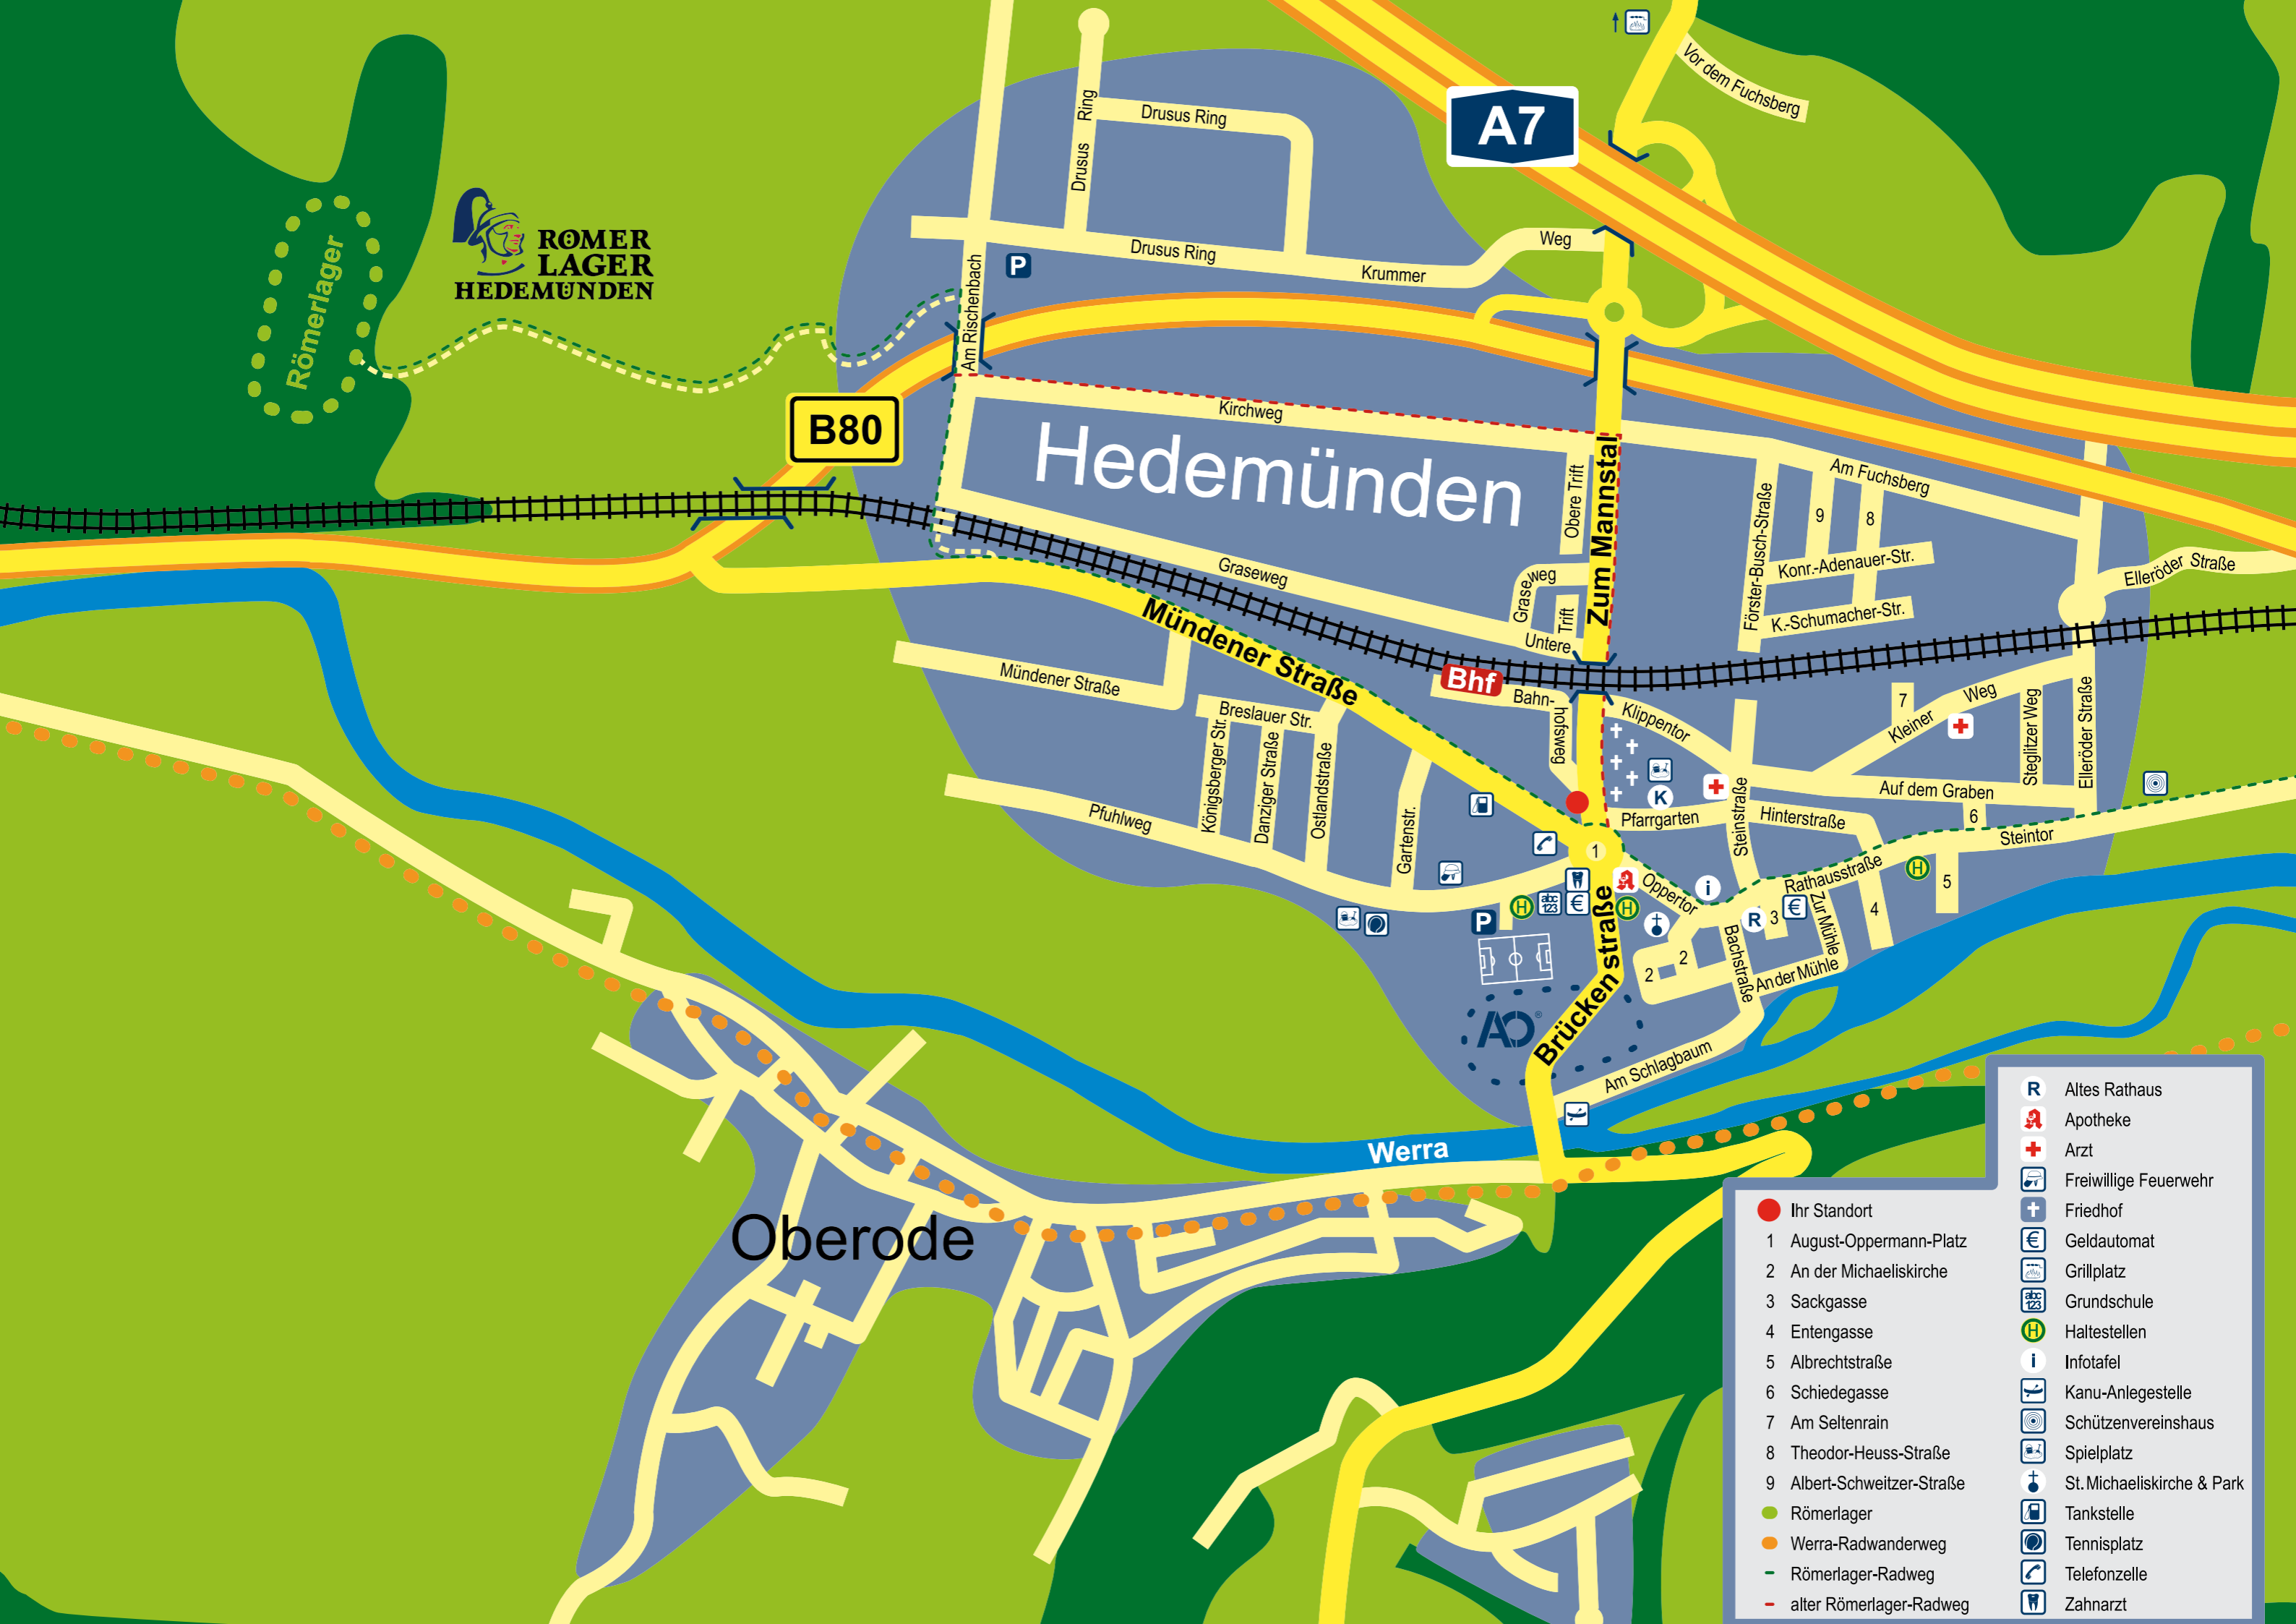 Vor dem Fuchsberg
A7
Drusus Ring
Drusus Ring
Drusus Ring
Krummer
Weg
P
Am Rischenbach
RÖMER
LAGER
HEDEMÜNDEN
Römerlager
B80
Kirchweg
Hedemünden
Obere Trift
Zum Mannstal
Am Fuchsberg
Förster-Busch-Straße
9
8
Konr.-Adenauer-Str.
K.-Schumacher-Str.
Elleröder Straße
Graseweg
Graseweg
Untere Trift
Mündener Straße
Mündener Straße
Bhf
Bahn-
hofsweg
Klippentor
7
Kleiner Weg
Steglitzer Weg
Elleröder Straße
Breslauer Str.
Königsberger Str.
Danziger Straße
Ostlandstraße
Gartenstr.
Pfuhlweg
K
Pfarrgarten
Steinstraße
Hinterstraße
Auf dem Graben
6
Steintor
1
Oppertor
i
Rathausstraße
H
5
H
abc
123
€
H
P
R
3
€
Zur Mühle
4
2
2
Bachstraße
An der Mühle
Brückenstraße
AO®
Am Schlagbaum
Werra
Oberode
Ihr Standort
1 August-Oppermann-Platz
2 An der Michaeliskirche
3 Sackgasse
4 Entengasse
5 Albrechtstraße
6 Schiedegasse
7 Am Seltenrain
8 Theodor-Heuss-Straße
9 Albert-Schweitzer-Straße
Römerlager
Werra-Radwanderweg
Römerlager-Radweg
alter Römerlager-Radweg
R Altes Rathaus
Apotheke
Arzt
Freiwillige Feuerwehr
Friedhof
€ Geldautomat
Grillplatz
abc
123 Grundschule
H Haltestellen
i Infotafel
Kanu-Anlegestelle
Schützenvereinshaus
Spielplatz
St. Michaeliskirche & Park
Tankstelle
Tennisplatz
Telefonzelle
Zahnarzt